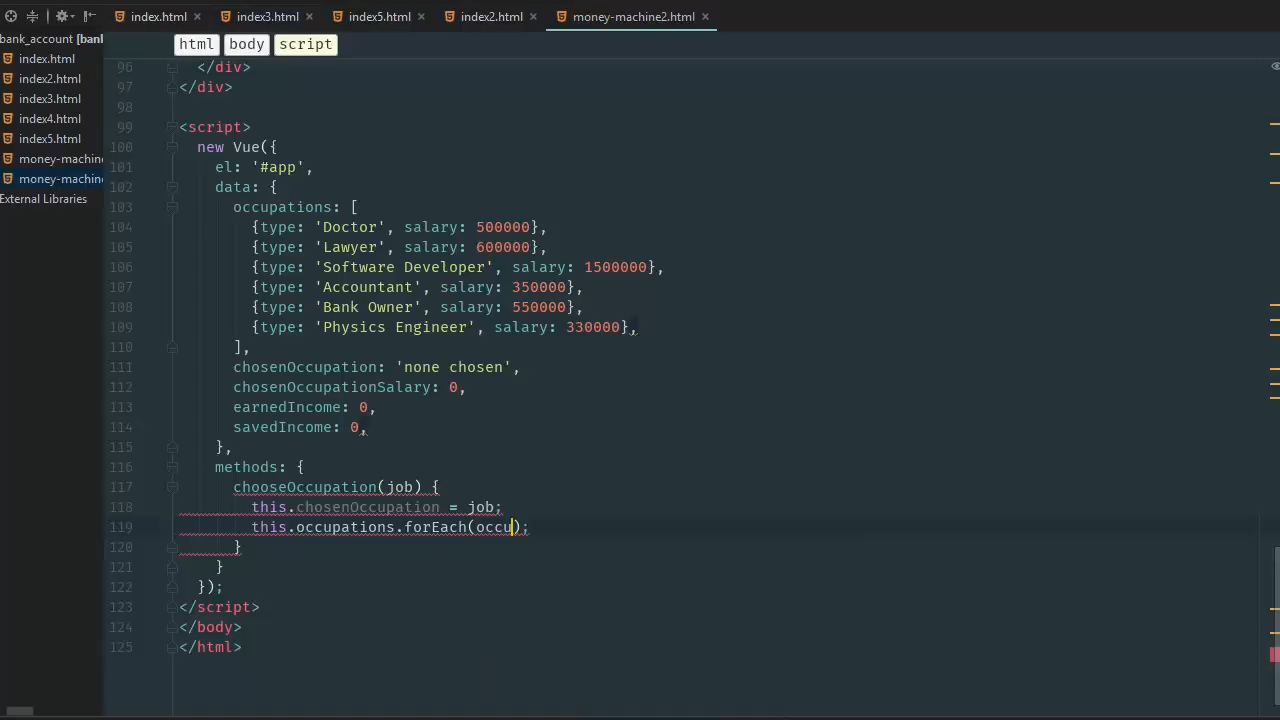 index.html × index3.html × index5.html × index2.html × money-machine2.html ×
bank_account [banl
index.html
index2.html
index3.html
index4.html
index5.html
money-machin
money-machin
External Libraries
html body script
96 </div>
97 </div>
98
99 <script>
100 new Vue({
101 el: '#app',
102 data: {
103 occupations: [
104 {type: 'Doctor', salary: 500000},
105 {type: 'Lawyer', salary: 600000},
106 {type: 'Software Developer', salary: 1500000},
107 {type: 'Accountant', salary: 350000},
108 {type: 'Bank Owner', salary: 550000},
109 {type: 'Physics Engineer', salary: 330000},
110 ],
111 chosenOccupation: 'none chosen',
112 chosenOccupationSalary: 0,
113 earnedIncome: 0,
114 savedIncome: 0,
115 },
116 methods: {
117 chooseOccupation(job) {
118 this.chosenOccupation = job;
119 this.occupations.forEach(occu);
120 }
121 }
122 });
123 </script>
124 </body>
125 </html>